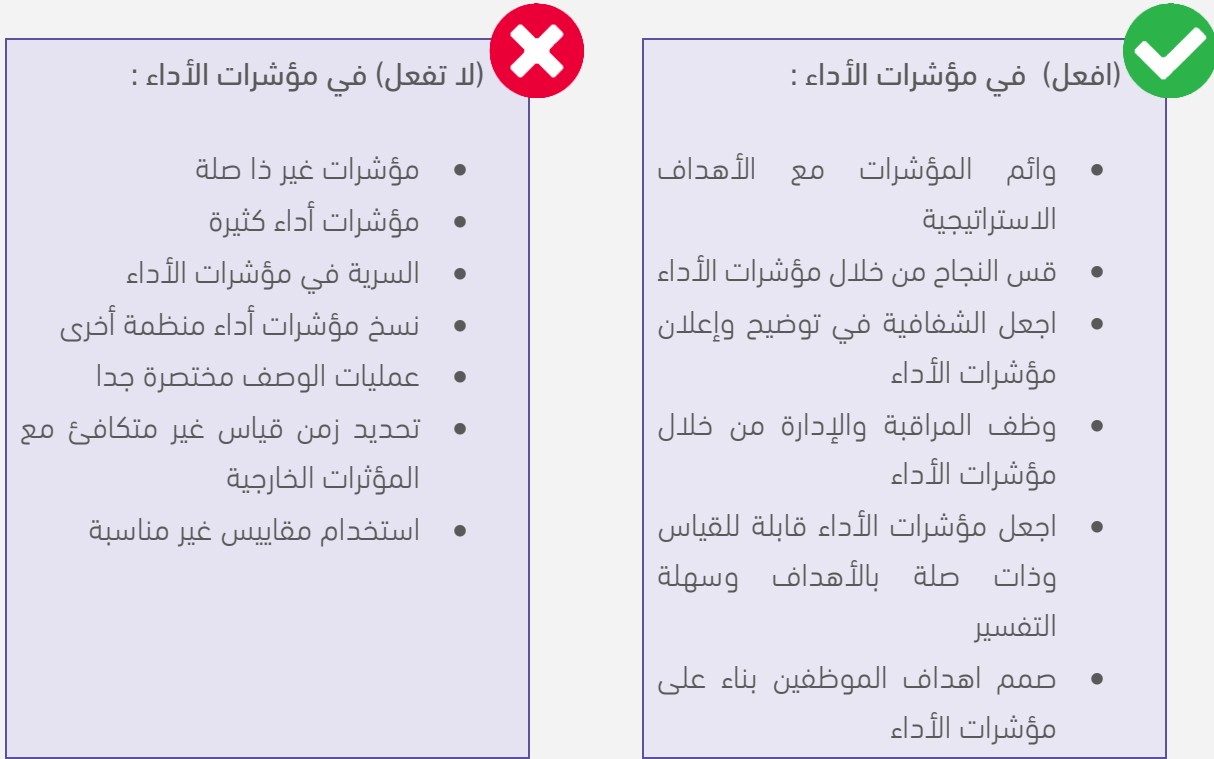 (افعل) في مؤشرات الأداء :
• وائم المؤشرات مع الأهداف
الاستراتيجية
• قس النجاح من خلال مؤشرات الأداء
• اجعل الشفافية في توضيح وإعلان
مؤشرات الأداء
• وظف المراقبة والإدارة من خلال
مؤشرات الأداء
• اجعل مؤشرات الأداء قابلة للقياس
وذات صلة بالأهداف وسهلة
التفسير
• صمم اهداف الموظفين بناء على
مؤشرات الأداء
(لا تفعل) في مؤشرات الأداء :
• مؤشرات غير ذا صلة
• مؤشرات أداء كثيرة
• السرية في مؤشرات الأداء
• نسخ مؤشرات أداء منظمة أخرى
• عمليات الوصف مختصرة جدا
• تحديد زمن قياس غير متكافئ مع
المؤثرات الخارجية
• استخدام مقاييس غير مناسبة